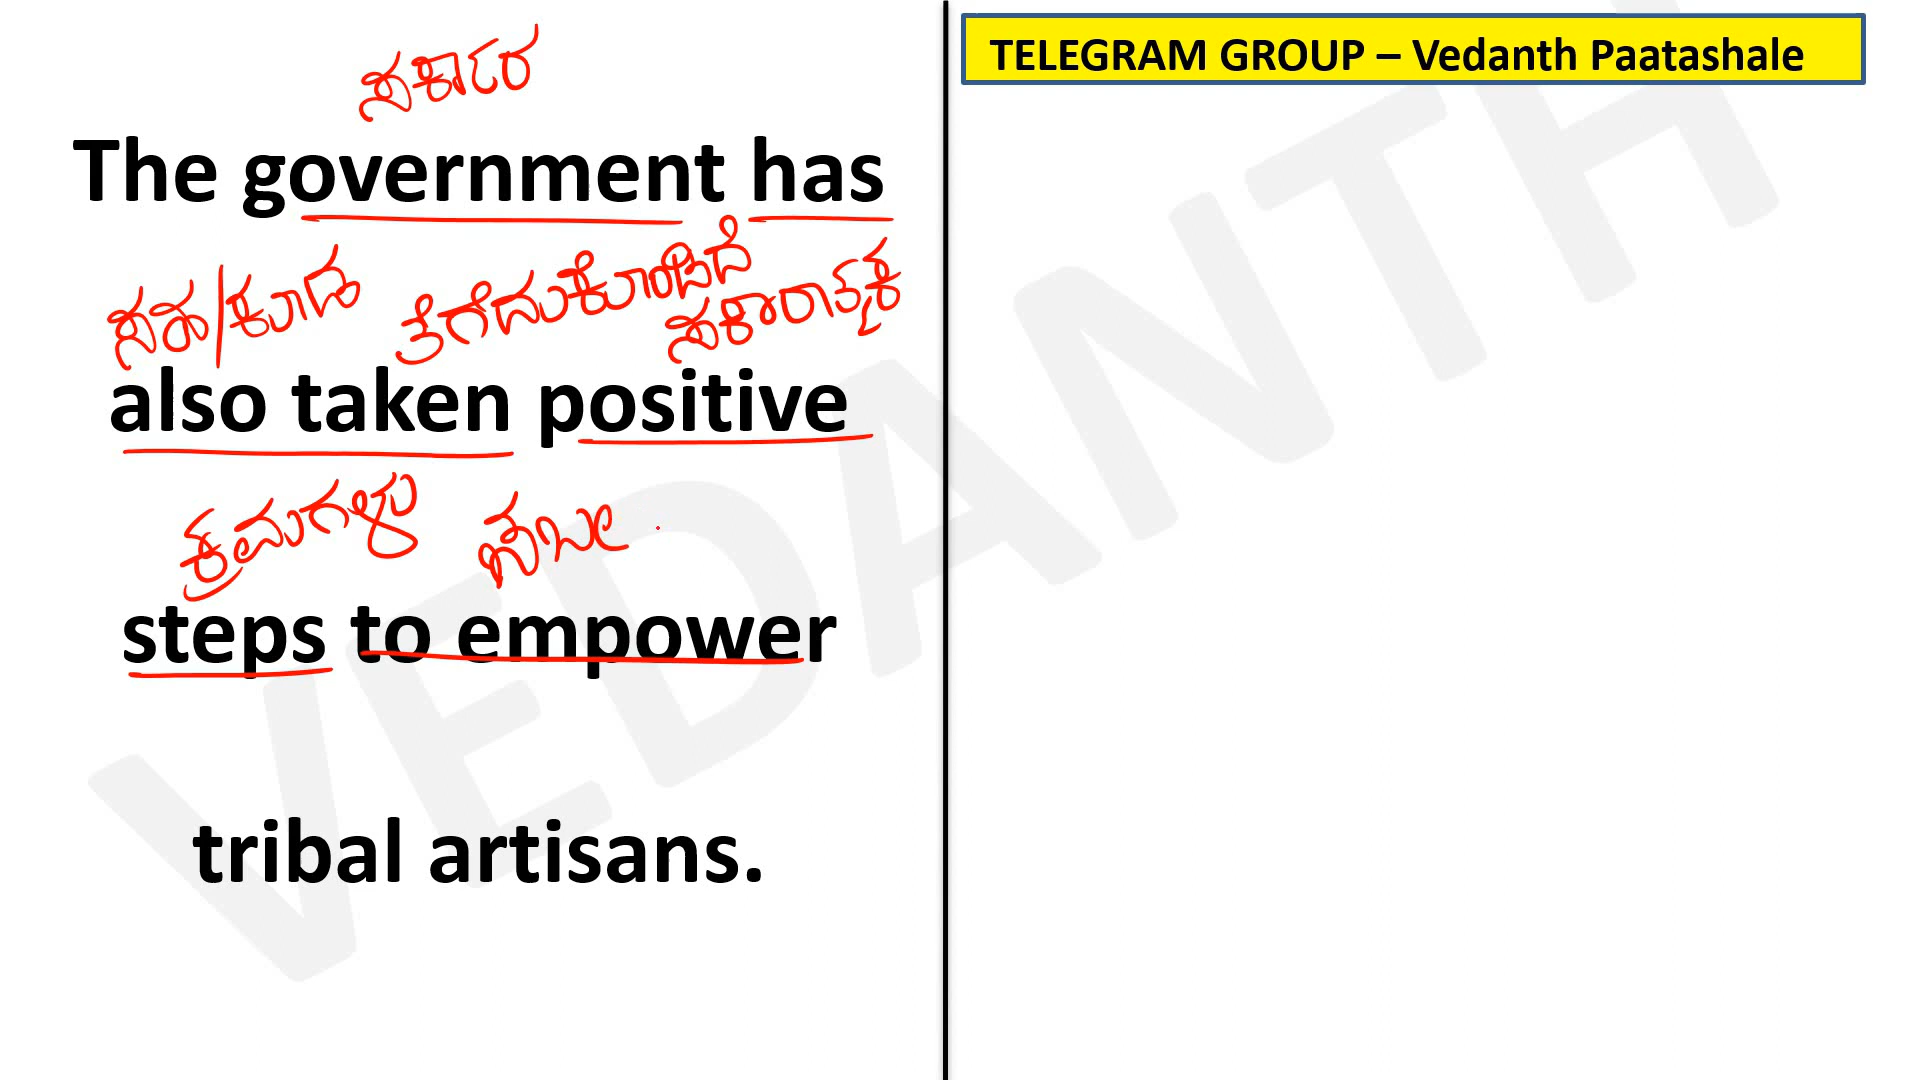 TELEGRAM GROUP – Vedanth Paatashale
ಸರ್ಕಾರ
The government has
ಸಹ/ಕೂಡ ತೆಗೆದುಕೊಂಡಿದೆ
ಸಕಾರಾತ್ಮಕ
also taken positive
ಕ್ರಮಗಳು ಸಬಲೀ
steps to empower
tribal artisans.
VEDANTH